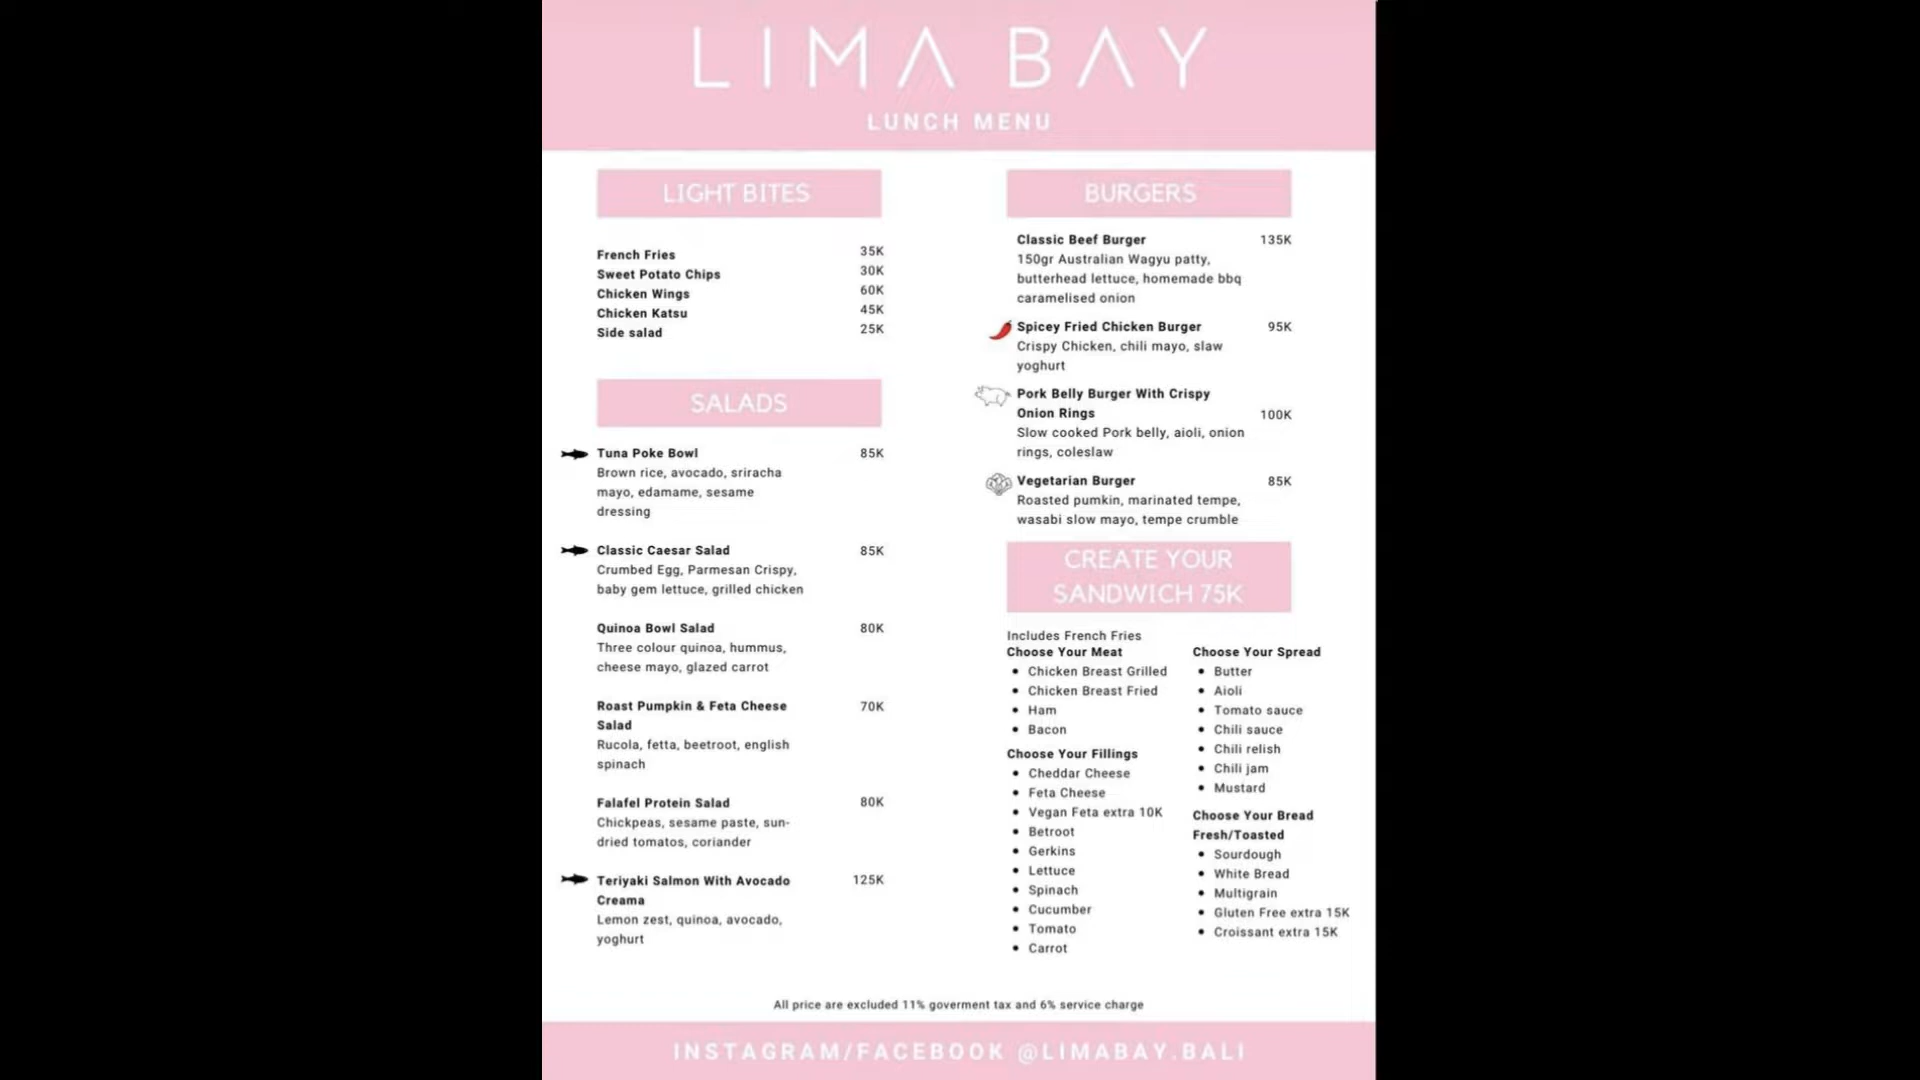 LIMA BAY
LUNCH MENU
LIGHT BITES
French Fries 35K
Sweet Potato Chips 30K
Chicken Wings 60K
Chicken Katsu 45K
Side salad 25K
SALADS
Tuna Poke Bowl 85K
Brown rice, avocado, sriracha
mayo, edamame, sesame
dressing
Classic Caesar Salad 85K
Crumbed Egg, Parmesan Crispy,
baby gem lettuce, grilled chicken
Quinoa Bowl Salad 80K
Three colour quinoa, hummus,
cheese mayo, glazed carrot
Roast Pumpkin & Feta Cheese 70K
Salad
Rucola, fetta, beetroot, english
spinach
Falafel Protein Salad 80K
Chickpeas, sesame paste, sun-
dried tomatos, coriander
Teriyaki Salmon With Avocado 125K
Creama
Lemon zest, quinoa, avocado,
yoghurt
BURGERS
Classic Beef Burger 135K
150gr Australian Wagyu patty,
butterhead lettuce, homemade bbq
caramelised onion
Spicey Fried Chicken Burger 95K
Crispy Chicken, chili mayo, slaw
yoghurt
Pork Belly Burger With Crispy
Onion Rings 100K
Slow cooked Pork belly, aioli, onion
rings, coleslaw
Vegetarian Burger 85K
Roasted pumkin, marinated tempe,
wasabi slow mayo, tempe crumble
CREATE YOUR
SANDWICH 75K
Includes French Fries
Choose Your Meat
• Chicken Breast Grilled
• Chicken Breast Fried
• Ham
• Bacon
Choose Your Fillings
• Cheddar Cheese
• Feta Cheese
• Vegan Feta extra 10K
• Betroot
• Gerkins
• Lettuce
• Spinach
• Cucumber
• Tomato
• Carrot
Choose Your Spread
• Butter
• Aioli
• Tomato sauce
• Chili sauce
• Chili relish
• Chili jam
• Mustard
Choose Your Bread
Fresh/Toasted
• Sourdough
• White Bread
• Multigrain
• Gluten Free extra 15K
• Croissant extra 15K
All price are excluded 11% goverment tax and 6% service charge
INSTAGRAM/FACEBOOK @LIMABAY.BALI